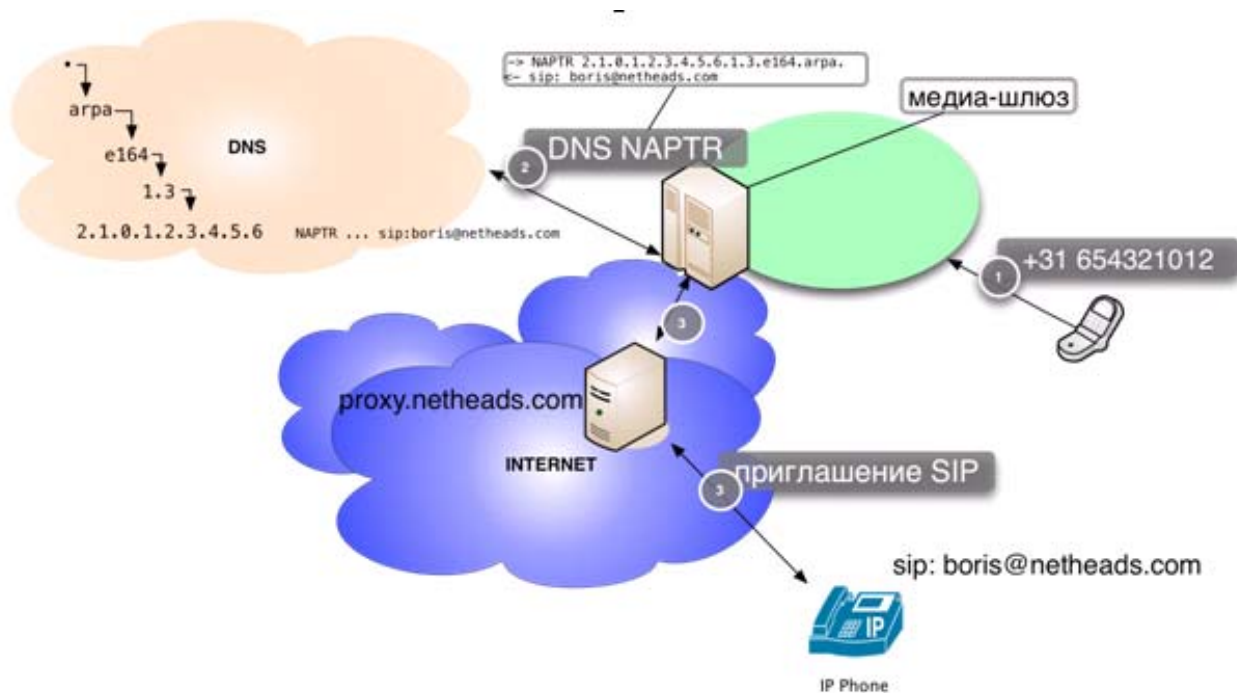 -> NAPTR 2.1.0.1.2.3.4.5.6.1.3.e164.arpa.
<- sip: boris@netheads.com
медиа-шлюз
.
arpa
e164
1.3
2.1.0.1.2.3.4.5.6 NAPTR ... sip:boris@netheads.com
DNS
2 DNS NAPTR
1 +31 654321012
3
proxy.netheads.com
INTERNET
3 приглашение SIP
sip: boris@netheads.com
IP
IP Phone